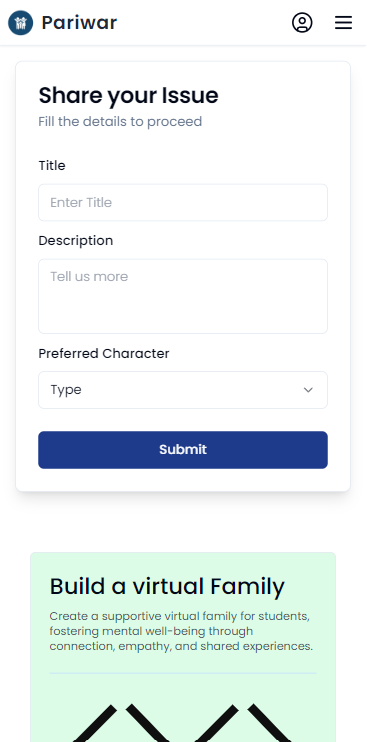 Pariwar
Share your Issue
Fill the details to proceed
Title
Enter Title
Description
Tell us more
Preferred Character
Type
Submit
Build a virtual Family
Create a supportive virtual family for students,
fostering mental well-being through
connection, empathy, and shared experiences.